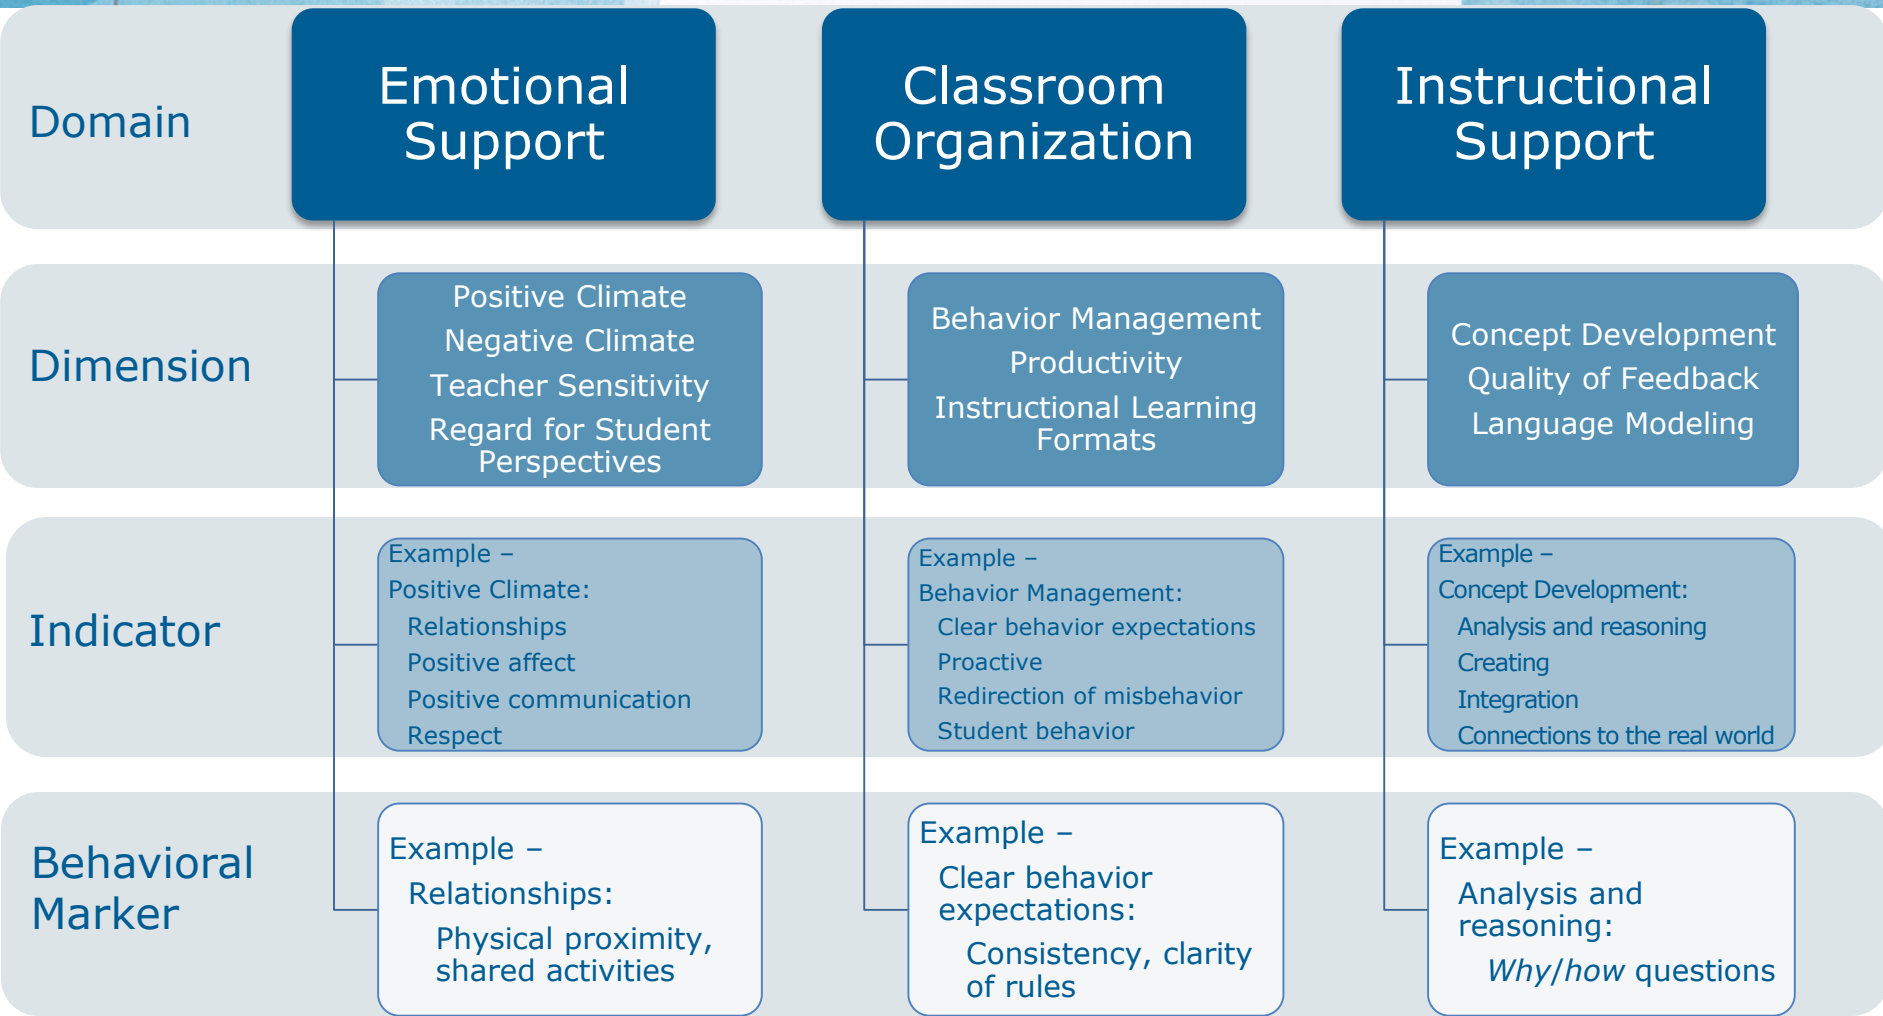 Domain
Emotional
Support
Classroom
Organization
Instructional
Support
Dimension
Positive Climate
Negative Climate
Teacher Sensitivity
Regard for Student
Perspectives
Behavior Management
Productivity
Instructional Learning
Formats
Concept Development
Quality of Feedback
Language Modeling
Indicator
Example –
Positive Climate:
Relationships
Positive affect
Positive communication
Respect
Example –
Behavior Management:
Clear behavior expectations
Proactive
Redirection of misbehavior
Student behavior
Example –
Concept Development:
Analysis and reasoning
Creating
Integration
Connections to the real world
Behavioral
Marker
Example –
Relationships:
Physical proximity,
shared activities
Example –
Clear behavior
expectations:
Consistency, clarity
of rules
Example –
Analysis and
reasoning:
Why/how questions